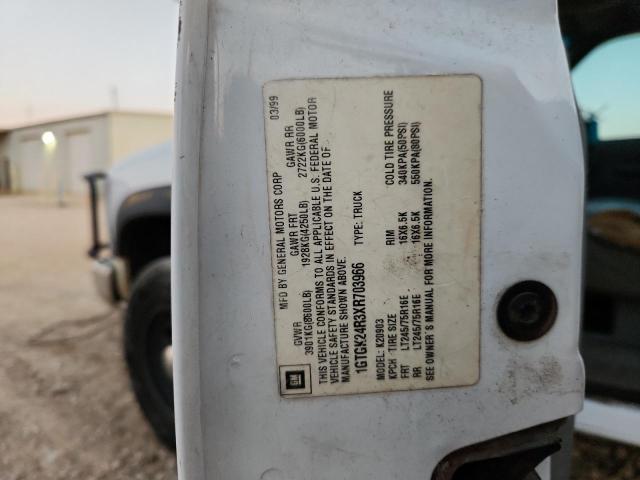 GM
MFD BY GENERAL MOTORS CORP 03/99
GVWR GAWR FRT GAWR RR
3901KG(8600LB) 1928KG(4250LB) 2722KG(6000LB)
THIS VEHICLE CONFORMS TO ALL APPLICABLE U.S. FEDERAL MOTOR
VEHICLE SAFETY STANDARDS IN EFFECT ON THE DATE OF
MANUFACTURE SHOWN ABOVE.
1GTGK24R3XR703966 TYPE: TRUCK
MODEL: K20903
KPCH TIRE SIZE RIM COLD TIRE PRESSURE
FRT LT245/75R16E 16X6.5K 340KPA(50PSI)
RR LT245/75R16E 16X6.5K 550KPA(80PSI)
SEE OWNER'S MANUAL FOR MORE INFORMATION.